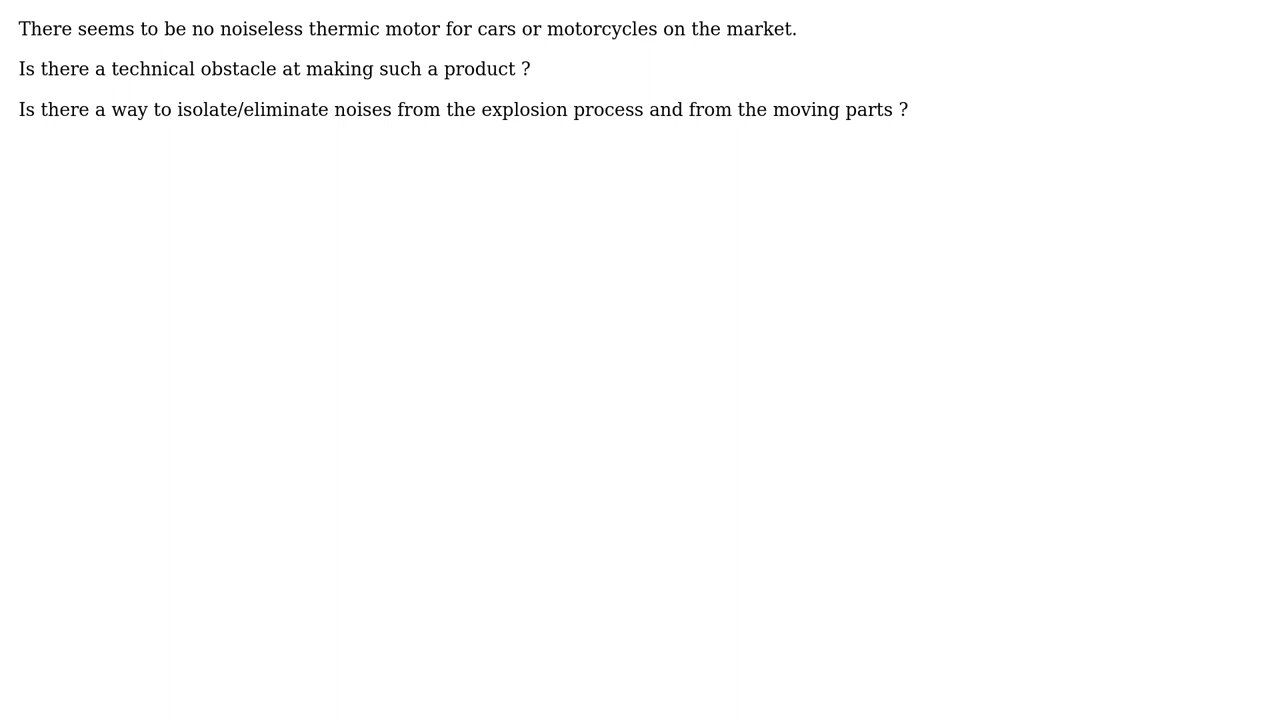 There seems to be no noiseless thermic motor for cars or motorcycles on the market.
Is there a technical obstacle at making such a product ?
Is there a way to isolate/eliminate noises from the explosion process and from the moving parts ?